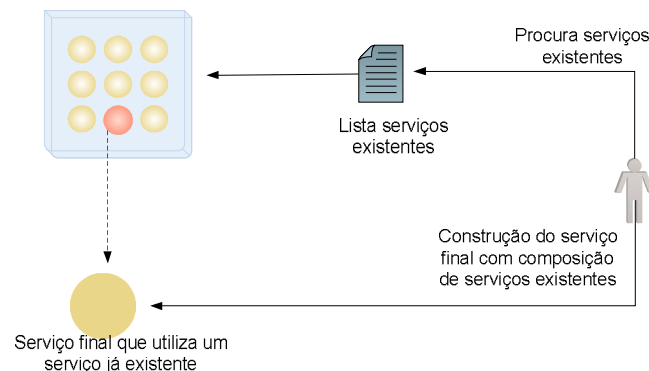 Procura serviços
existentes
Lista serviços
existentes
Construção do serviço
final com composição
de serviços existentes
Serviço final que utiliza um
serviço já existente